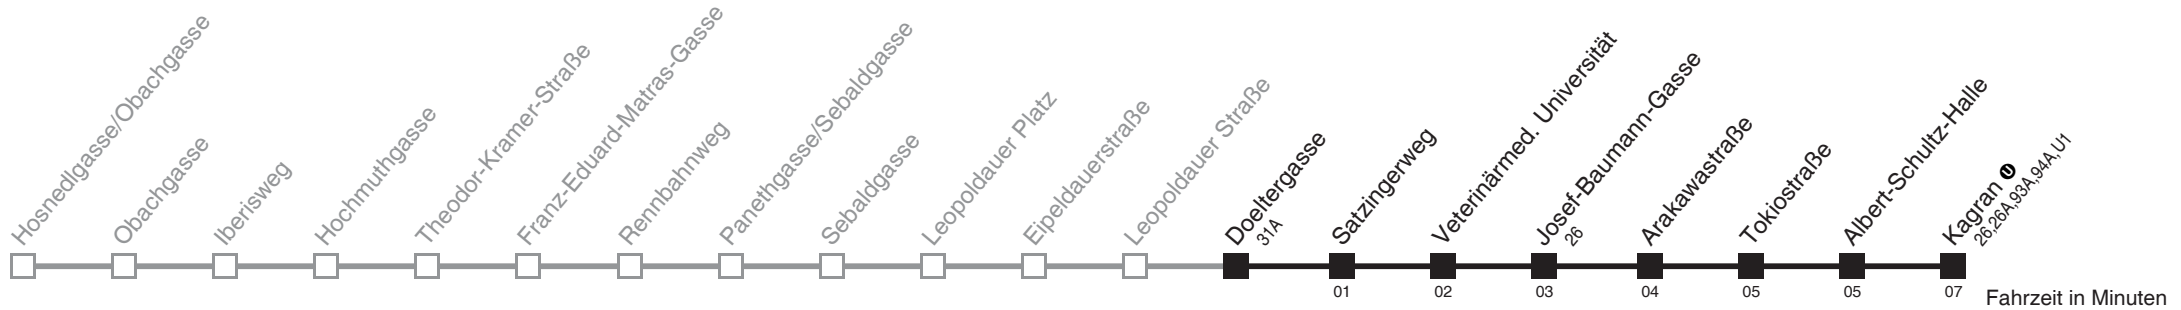 Hosnedlgasse/Obachgasse
Obachgasse
Iberisweg
Hochmuthgasse
Theodor-Kramer-Straße
Franz-Eduard-Matras-Gasse
Rennbahnweg
Panethgasse/Sebaldgasse
Sebaldgasse
Leopoldauer Platz
Eipeldauerstraße
Leopoldauer Straße
Doeltergasse
31A
Satzingerweg
Veterinärmed. Universität
Josef-Baumann-Gasse
26
Arakawastraße
Tokiostraße
Albert-Schultz-Halle
Kagran U
26,26A,93A,94A,U1
01 02 03 04 05 05 07
Fahrzeit in Minuten